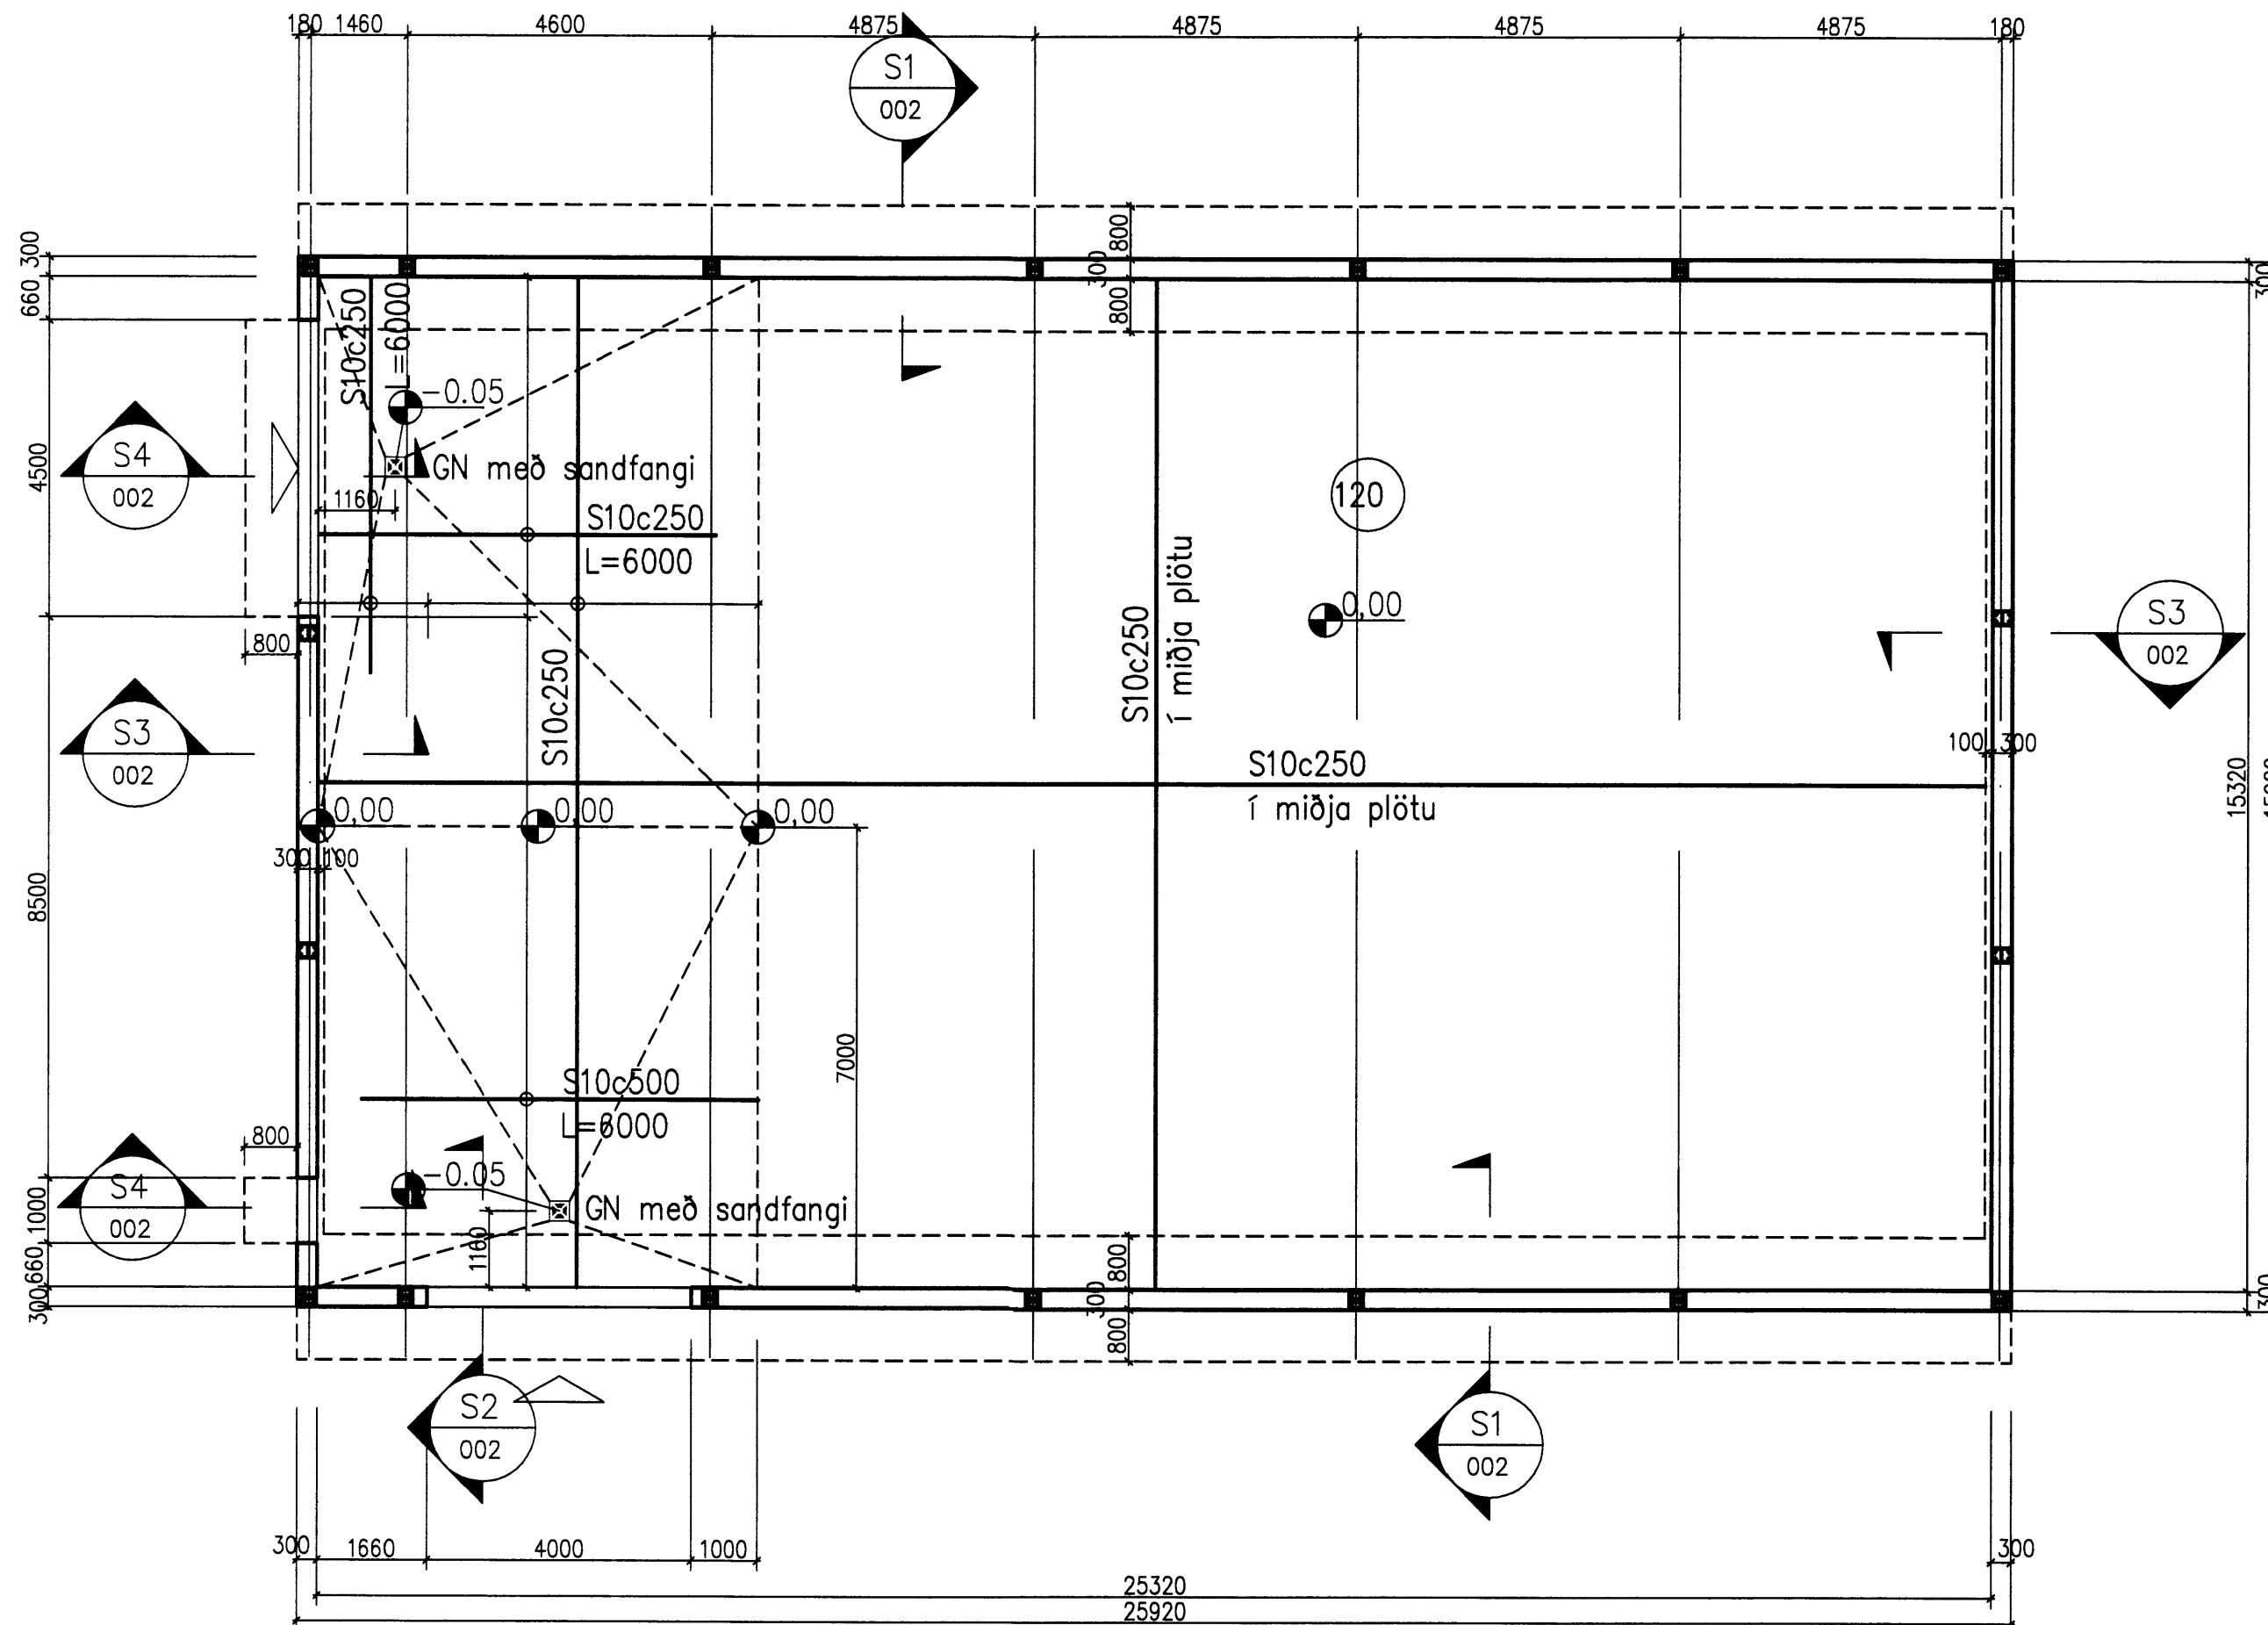 180 1460 4600 4875 4875 4875 4875 180
S1
002
300
660
4500
8500
1000
660
300
800
300
800
300
15320
300
S10c250
L=6000
-0.05
GN með sandfangi
1160
S10c250
L=6000
S4
002
120
0,00
S10c250
í miðja plötu
S3
002
800
S3
002
S10c250
100 300
S10c250
í miðja plötu
0,00 0,00 0,00
300 100
7000
S10c500
L=6000
800
-0.05
GN með sandfangi
1160
S4
002
800
300
800
S2
002
S1
002
300 1660 4000 1000 300
25320
25920